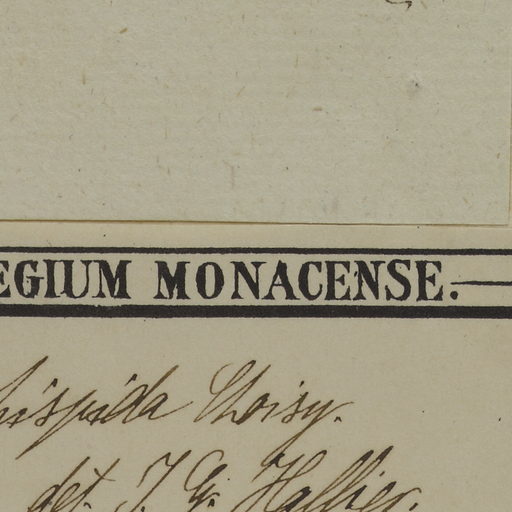 EGIUM MONACENSE.—
hispida Choisy.
det. J. G. Hallier.